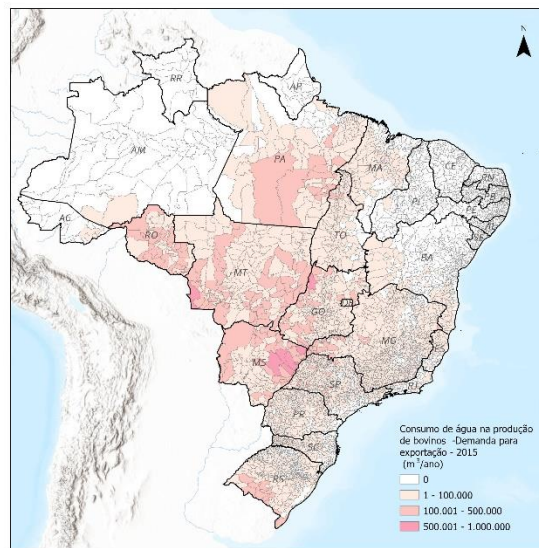 N
RR
AP
AM
PA
MA
CE
RN
PI
PE
AC
TO
RO
BA
MT
GO
DF
MG
MS
SP
RJ
PR
SC
RS
Consumo de água na produção
de bovinos -Demanda para
exportação - 2015
(m³/ano)
0
1 - 100.000
100.001 - 500.000
500.001 - 1.000.000